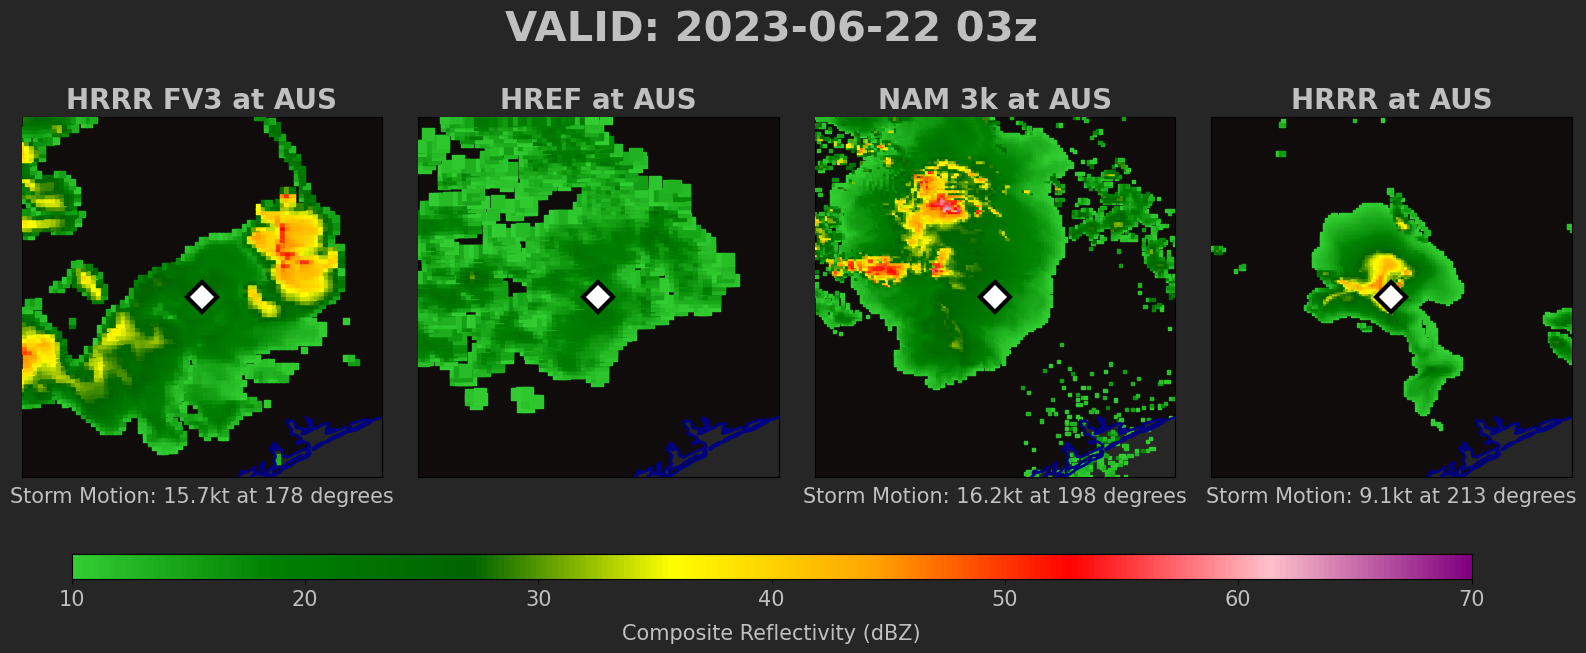 VALID: 2023-06-22 03z
HRRR FV3 at AUS
HREF at AUS
NAM 3k at AUS
HRRR at AUS
Storm Motion: 15.7kt at 178 degrees
Storm Motion: 16.2kt at 198 degrees
Storm Motion: 9.1kt at 213 degrees
10 20 30 40 50 60 70
Composite Reflectivity (dBZ)